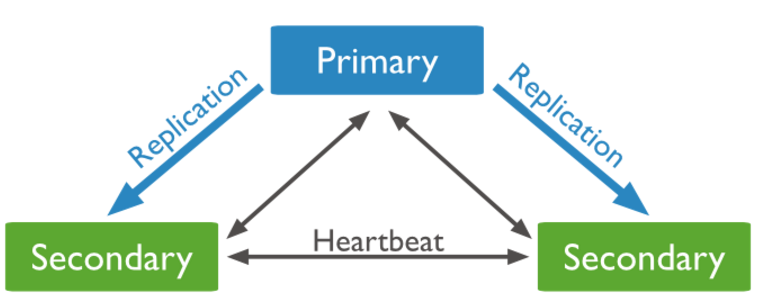 Primary
Replication
Replication
Heartbeat
Secondary
Secondary